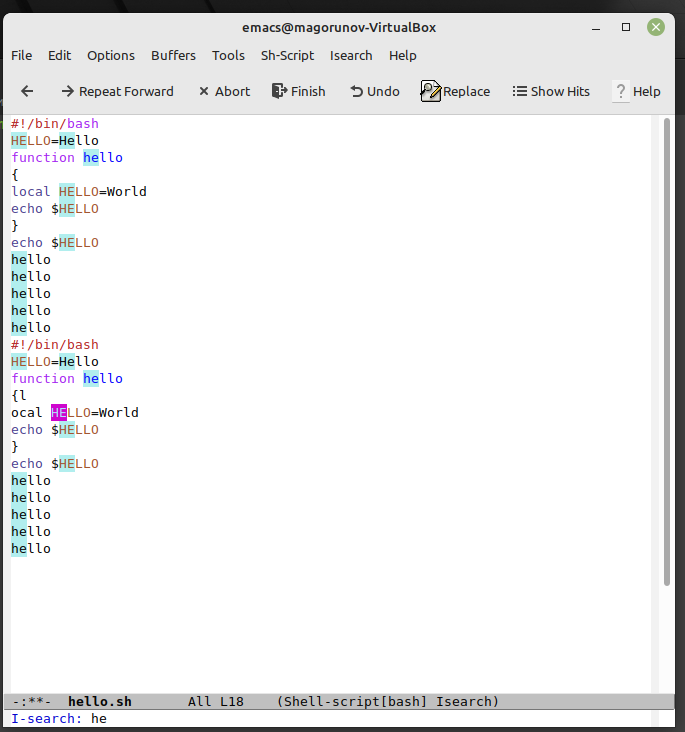 emacs@magorunov-VirtualBox
File Edit Options Buffers Tools Sh-Script Isearch Help
Repeat Forward Abort Finish Undo Replace Show Hits ? Help
#!/bin/bash
HELLO=Hello
function hello
{
local HELLO=World
echo $HELLO
}
echo $HELLO
hello
hello
hello
hello
hello
#!/bin/bash
HELLO=Hello
function hello
{l
ocal HELLO=World
echo $HELLO
}
echo $HELLO
hello
hello
hello
hello
hello
-:**- hello.sh All L18 (Shell-script[bash] Isearch)
I-search: he